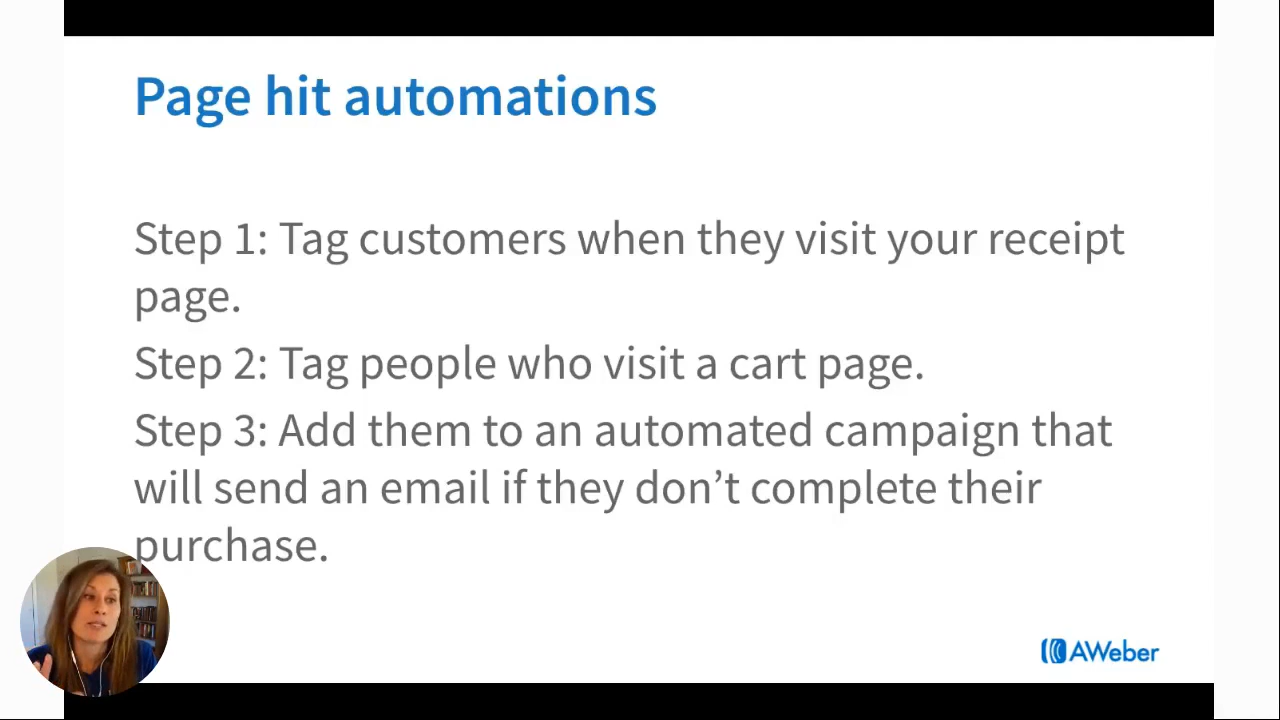 Page hit automations
Step 1: Tag customers when they visit your receipt
page.
Step 2: Tag people who visit a cart page.
Step 3: Add them to an automated campaign that
will send an email if they don’t complete their
purchase.
AWeber